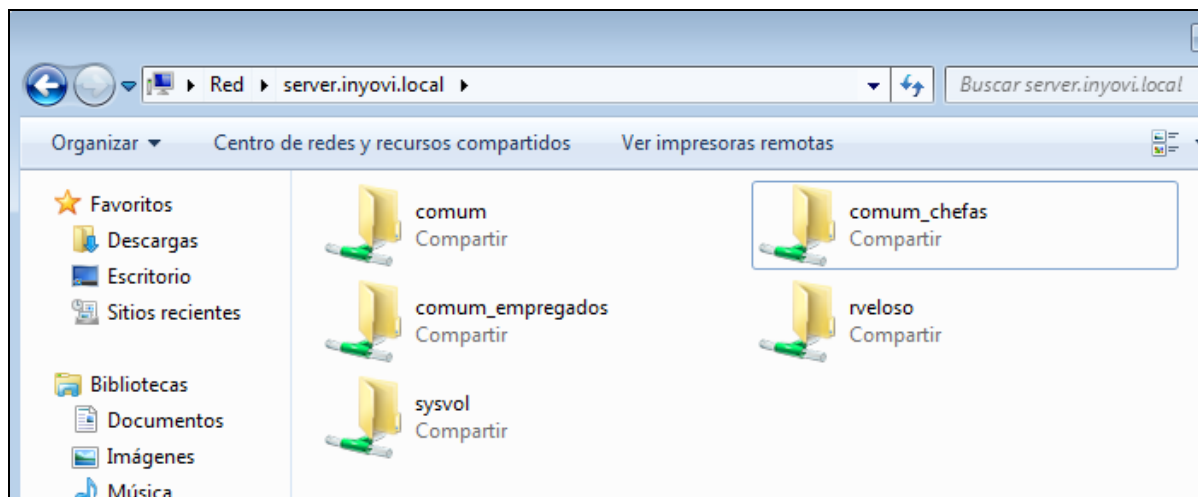 Red server.inyovi.local
Buscar server.inyovi.local
Organizar Centro de redes y recursos compartidos Ver impresoras remotas
Favoritos
Descargas
Escritorio
Sitios recientes
Bibliotecas
Documentos
Imágenes
Música
comum
Compartir
comum_chefas
Compartir
comum_empregados
Compartir
rveloso
Compartir
sysvol
Compartir